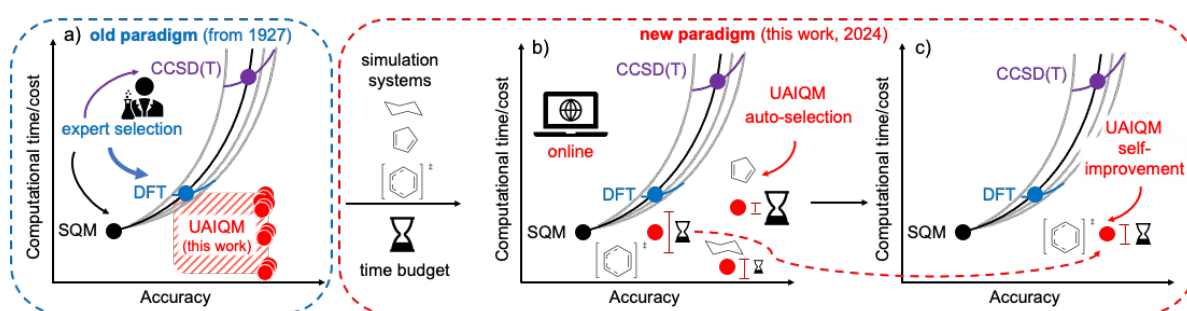 a)
old paradigm (from 1927)
Computational time/cost
CCSD(T)
expert selection
DFT
SQM
UAIQM
(this work)
Accuracy
simulation
systems
‡
time budget
new paradigm (this work, 2024)
b)
Computational time/cost
CCSD(T)
online
UAIQM
auto-selection
DFT
SQM
‡
Accuracy
c)
Computational time/cost
CCSD(T)
UAIQM
self-
improvement
DFT
SQM
‡
Accuracy